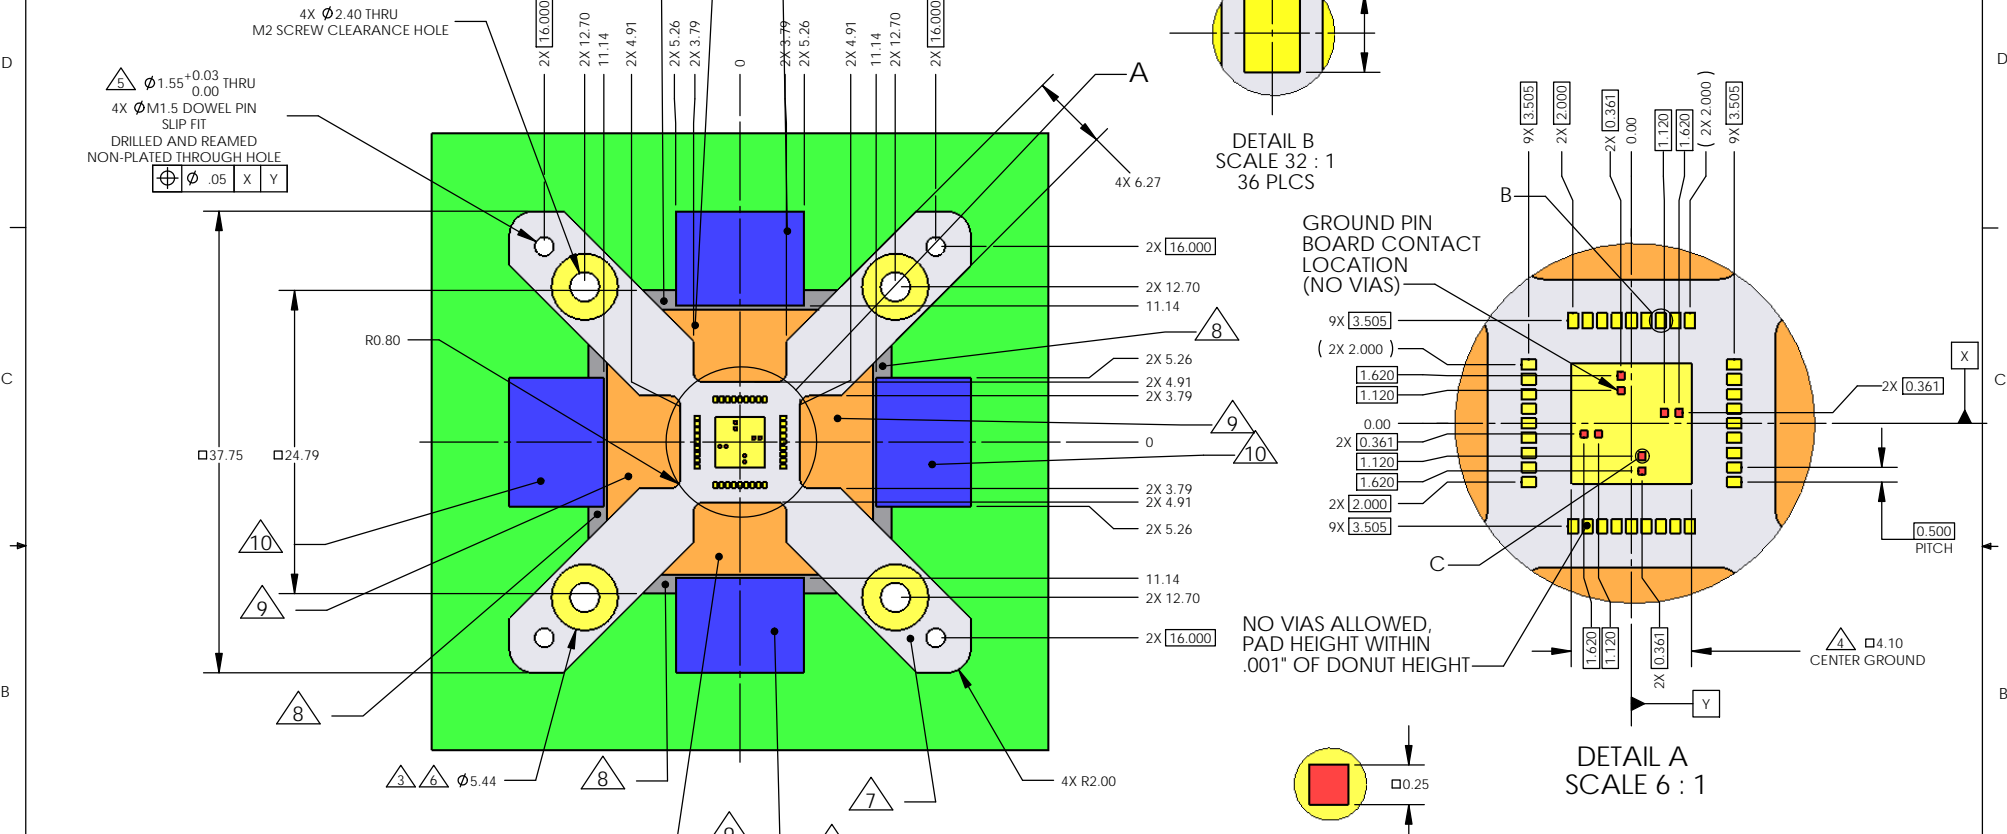 4X Ø2.40 THRU
M2 SCREW CLEARANCE HOLE
5 Ø1.55 +0.03 THRU
0.00
4X ØM1.5 DOWEL PIN
SLIP FIT
DRILLED AND REAMED
NON-PLATED THROUGH HOLE
⌖ Ø .05 X Y
2X 16.000
2X 12.70
11.14
2X 4.91
2X 5.26
2X 3.79
0
2X 3.79
2X 5.26
2X 4.91
11.14
2X 12.70
2X 16.000
A
4X 6.27
2X 16.000
2X 12.70
11.14
8
2X 5.26
2X 4.91
2X 3.79
9
0
10
2X 3.79
2X 4.91
2X 5.26
11.14
2X 12.70
2X 16.000
R0.80
□37.75
□24.79
10
9
8
3 6 Ø5.44
8
7
4X R2.00
9
DETAIL B
SCALE 32 : 1
36 PLCS
9X 3.505
2X 2.000
2X 0.361
0.00
1.120
1.620
( 2X 2.000 )
9X 3.505
B
GROUND PIN
BOARD CONTACT
LOCATION
(NO VIAS)
9X 3.505
( 2X 2.000 )
1.620
1.120
0.00
2X 0.361
1.120
1.620
2X 2.000
9X 3.505
C
2X 0.361
X
0.500
PITCH
NO VIAS ALLOWED,
PAD HEIGHT WITHIN
.001" OF DONUT HEIGHT
1.620
1.120
2X 0.361
4 □4.10
CENTER GROUND
Y
DETAIL A
SCALE 6 : 1
□0.25
D
C
B
D
C
B